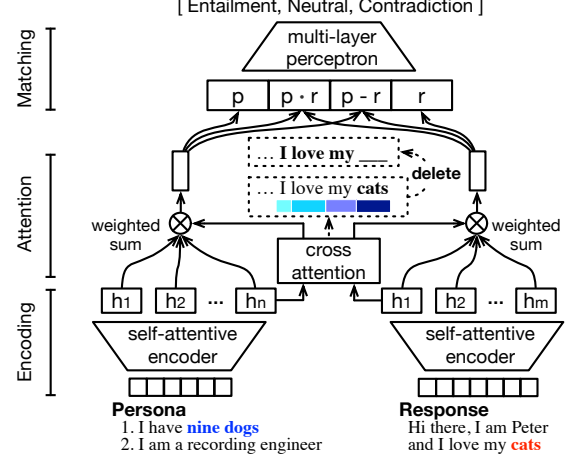 [ Entailment, Neutral, Contradiction ]
Matching
multi-layer
perceptron
p
p · r
p - r
r
Attention
... I love my ___
delete
... I love my cats
weighted
sum
weighted
sum
cross
attention
Encoding
h1
h2
...
hn
h1
h2
...
hm
self-attentive
encoder
self-attentive
encoder
Persona
1. I have nine dogs
2. I am a recording engineer
Response
Hi there, I am Peter
and I love my cats